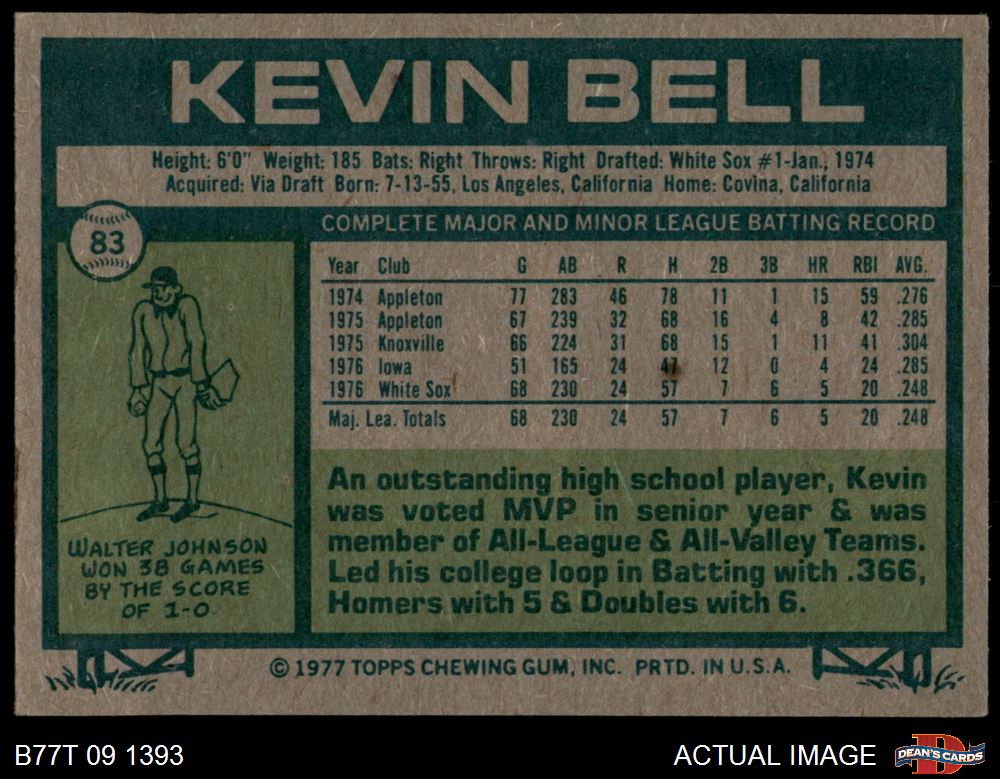 KEVIN BELL
Height: 6'0" Weight: 185 Bats: Right Throws: Right Drafted: White Sox #1-Jan., 1974
Acquired: Via Draft Born: 7-13-55, Los Angeles, California Home: Covina, California
83
COMPLETE MAJOR AND MINOR LEAGUE BATTING RECORD
Year Club G AB R H 2B 3B HR RBI AVG.
1974 Appleton 77 283 46 78 11 1 15 59 .276
1975 Appleton 67 239 32 68 16 4 8 42 .285
1975 Knoxville 66 224 31 68 15 1 11 41 .304
1976 Iowa 51 165 24 47 12 0 4 24 .285
1976 White Sox 68 230 24 57 7 6 5 20 .248
Maj. Lea. Totals 68 230 24 57 7 6 5 20 .248
WALTER JOHNSON
WON 38 GAMES
BY THE SCORE
OF 1-0.
An outstanding high school player, Kevin
was voted MVP in senior year & was
member of All-League & All-Valley Teams.
Led his college loop in Batting with .366,
Homers with 5 & Doubles with 6.
© 1977 TOPPS CHEWING GUM, INC. PRTD. IN U.S.A.
B77T 09 1393
ACTUAL IMAGE
DEAN'S CARDS